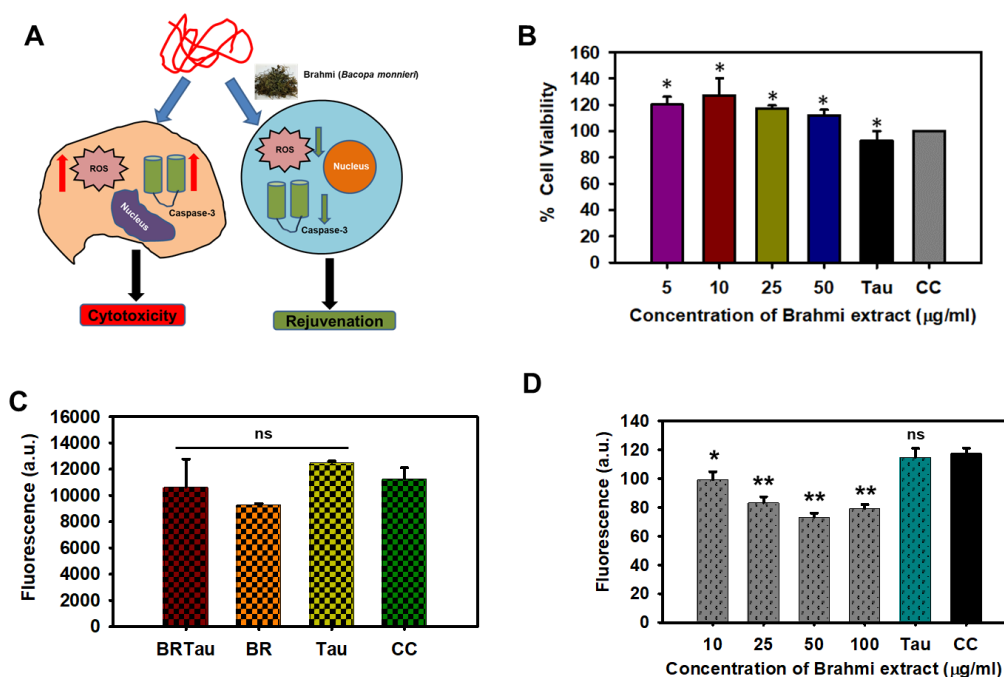 A
Brahmi (Bacopa monnieri)
ROS
Caspase-3
Nucleus
ROS
Nucleus
Caspase-3
Cytotoxicity
Rejuvenation
B
% Cell Vialbility
160
140
120
100
80
60
40
20
0
* * * * *
5 10 25 50 Tau CC
Concentration of Brahmi extract (µg/ml)
C
Fluorescence (a.u.)
16000
14000
12000
10000
8000
6000
4000
2000
0
ns
BRTau BR Tau CC
D
Fluorescence (a.u.)
140
120
100
80
60
40
20
0
* ** ** ** ns
10 25 50 100 Tau CC
Concentration of Brahmi extract (µg/ml)